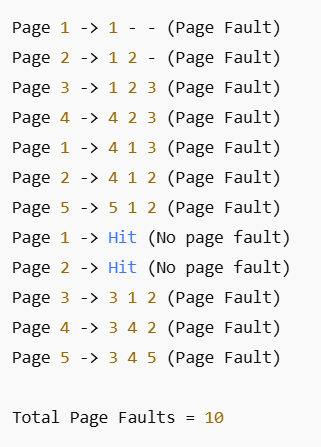 Page 1 -> 1 - - (Page Fault)
Page 2 -> 1 2 - (Page Fault)
Page 3 -> 1 2 3 (Page Fault)
Page 4 -> 4 2 3 (Page Fault)
Page 1 -> 4 1 3 (Page Fault)
Page 2 -> 4 1 2 (Page Fault)
Page 5 -> 5 1 2 (Page Fault)
Page 1 -> Hit (No page fault)
Page 2 -> Hit (No page fault)
Page 3 -> 3 1 2 (Page Fault)
Page 4 -> 3 4 2 (Page Fault)
Page 5 -> 3 4 5 (Page Fault)
Total Page Faults = 10